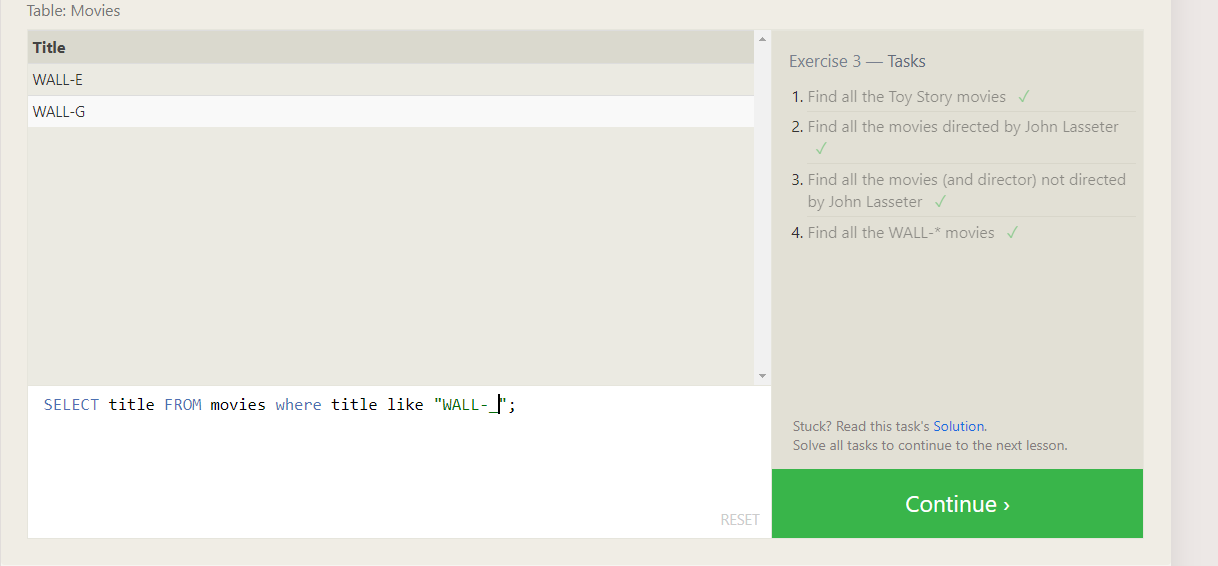 Table: Movies
Title
WALL-E
WALL-G
SELECT title FROM movies where title like "WALL-_";
RESET
Exercise 3 — Tasks
1. Find all the Toy Story movies ✓
2. Find all the movies directed by John Lasseter
✓
3. Find all the movies (and director) not directed
by John Lasseter ✓
4. Find all the WALL-* movies ✓
Stuck? Read this task's Solution.
Solve all tasks to continue to the next lesson.
Continue ›